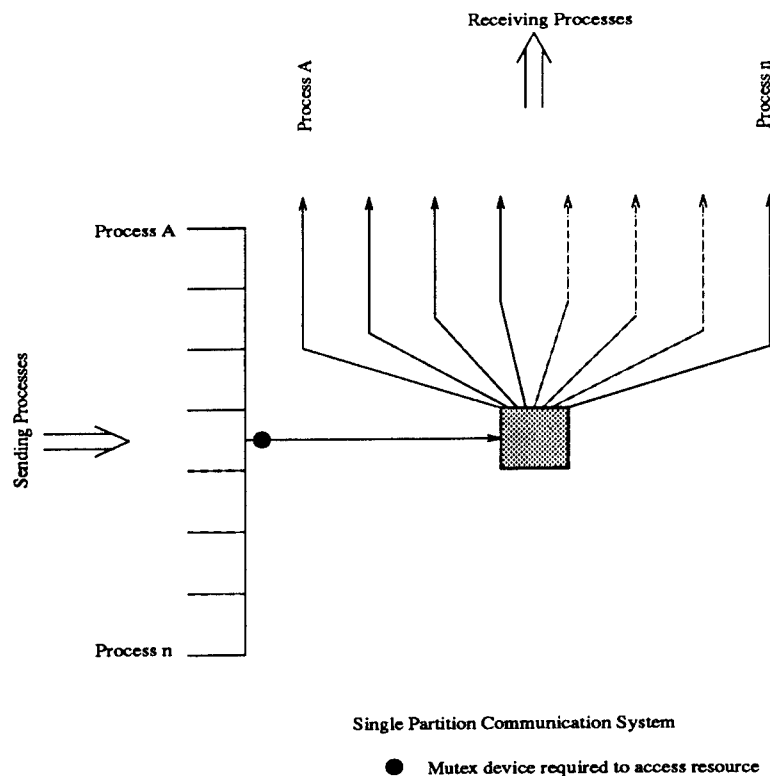 Receiving Processes
Process A
Process n
Process A
Sending Processes
Process n
Single Partition Communication System
Mutex device required to access resource